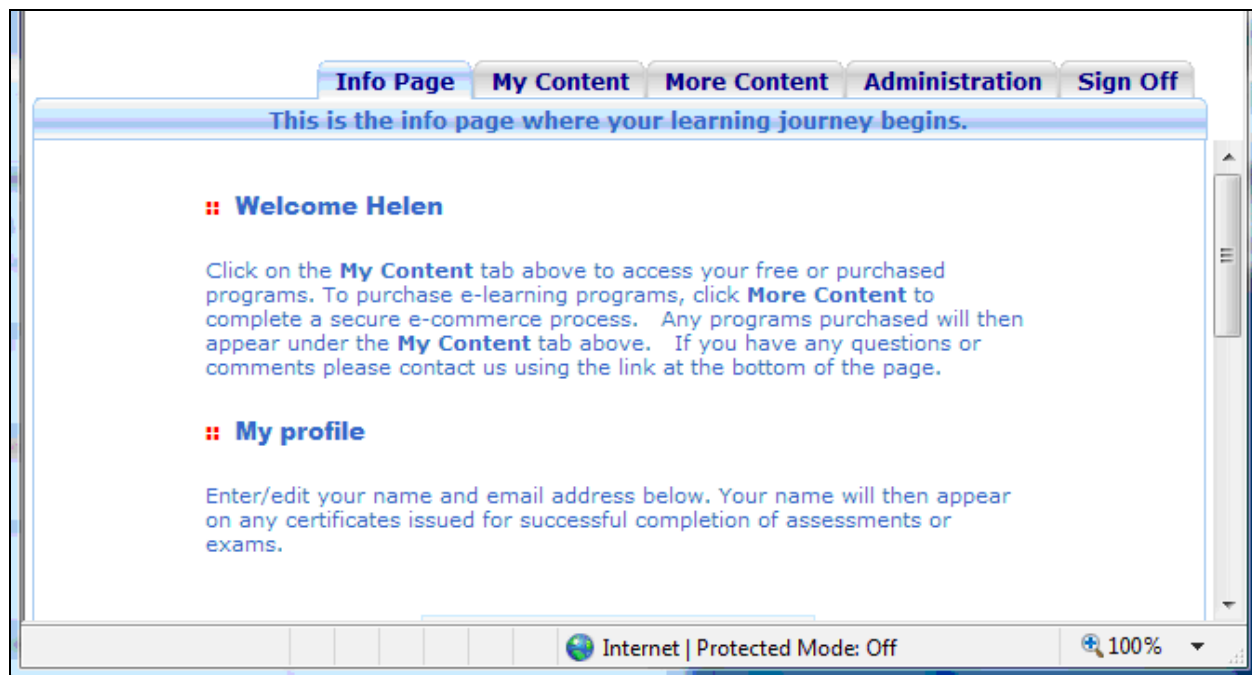 Info Page My Content More Content Administration Sign Off
This is the info page where your learning journey begins.
:: Welcome Helen
Click on the My Content tab above to access your free or purchased
programs. To purchase e-learning programs, click More Content to
complete a secure e-commerce process.   Any programs purchased will then
appear under the My Content tab above.   If you have any questions or
comments please contact us using the link at the bottom of the page.
:: My profile
Enter/edit your name and email address below. Your name will then appear
on any certificates issued for successful completion of assessments or
exams.
Internet | Protected Mode: Off 100%